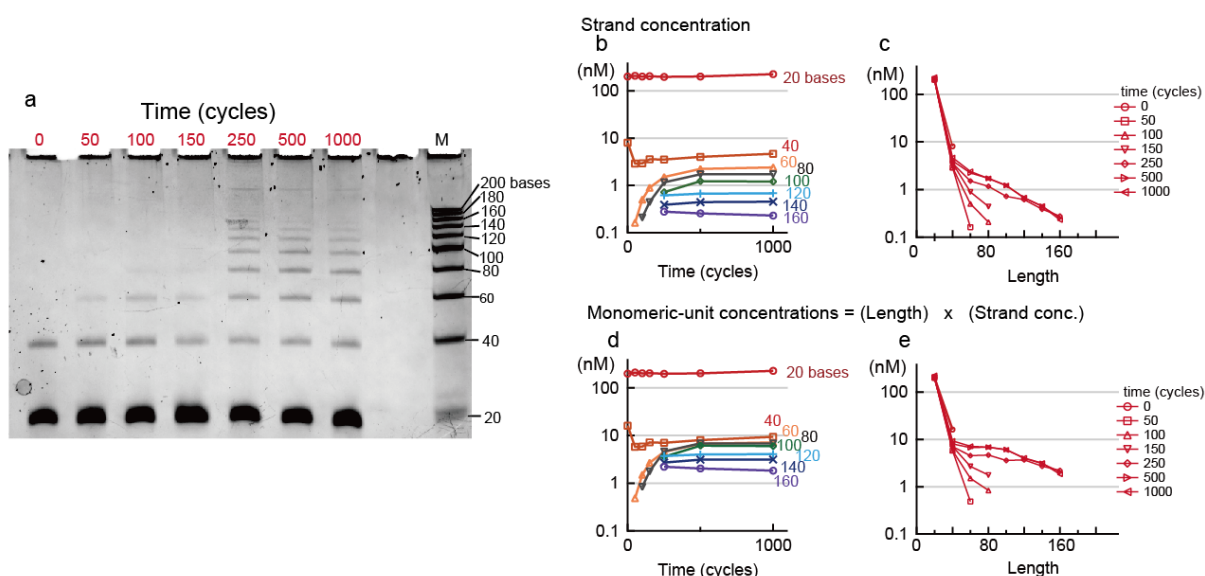 a
Time (cycles)
0 50 100 150 250 500 1000 M
200 bases
180
160
140
120
100
80
60
40
20
Strand concentration
b
(nM)
100
10
1
0.1
20 bases
40
60
80
100
120
140
160
0 1000
Time (cycles)
c
(nM)
100
10
1
0.1
0 80 160
Length
time (cycles)
0
50
100
150
250
500
1000
Monomeric-unit concentrations = (Length) x (Strand conc.)
d
(nM)
100
10
1
0.1
20 bases
40
60
80
100
120
140
160
0 1000
Time (cycles)
e
(nM)
100
10
1
0.1
0 80 160
Length
time (cycles)
0
50
100
150
250
500
1000